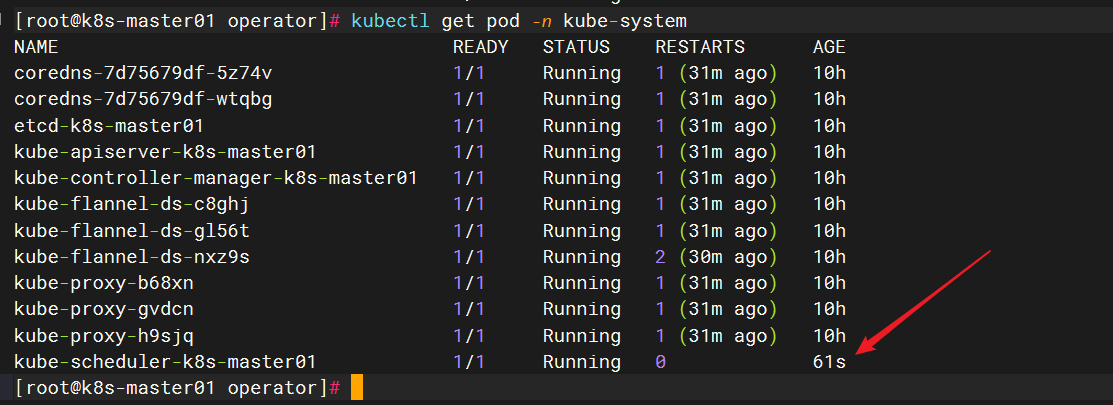 [root@k8s-master01 operator]# kubectl get pod -n kube-system
NAME READY STATUS RESTARTS AGE
coredns-7d75679df-5z74v 1/1 Running 1 (31m ago) 10h
coredns-7d75679df-wtqbg 1/1 Running 1 (31m ago) 10h
etcd-k8s-master01 1/1 Running 1 (31m ago) 10h
kube-apiserver-k8s-master01 1/1 Running 1 (31m ago) 10h
kube-controller-manager-k8s-master01 1/1 Running 1 (31m ago) 10h
kube-flannel-ds-c8ghj 1/1 Running 1 (31m ago) 10h
kube-flannel-ds-gl56t 1/1 Running 1 (31m ago) 10h
kube-flannel-ds-nxz9s 1/1 Running 2 (30m ago) 10h
kube-proxy-b68xn 1/1 Running 1 (31m ago) 10h
kube-proxy-gvdcn 1/1 Running 1 (31m ago) 10h
kube-proxy-h9sjq 1/1 Running 1 (31m ago) 10h
kube-scheduler-k8s-master01 1/1 Running 0 61s
[root@k8s-master01 operator]#